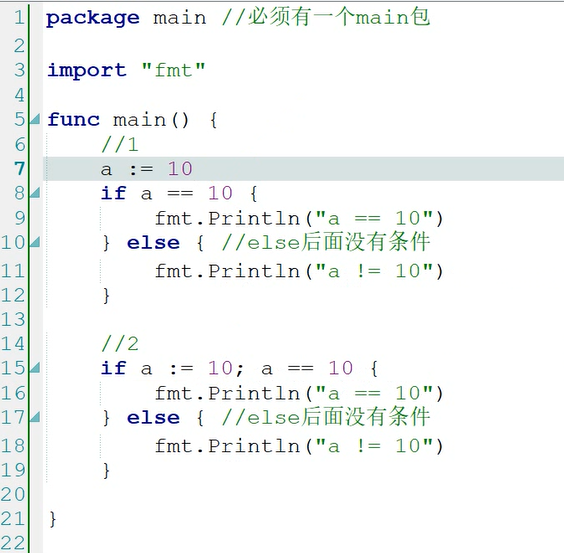 1 package main //必须有一个main包
2
3 import "fmt"
4
5 func main() {
6 //1
7 a := 10
8 if a == 10 {
9 fmt.Println("a == 10")
10 } else { //else后面没有条件
11 fmt.Println("a != 10")
12 }
13
14 //2
15 if a := 10; a == 10 {
16 fmt.Println("a == 10")
17 } else { //else后面没有条件
18 fmt.Println("a != 10")
19 }
20
21 }
22